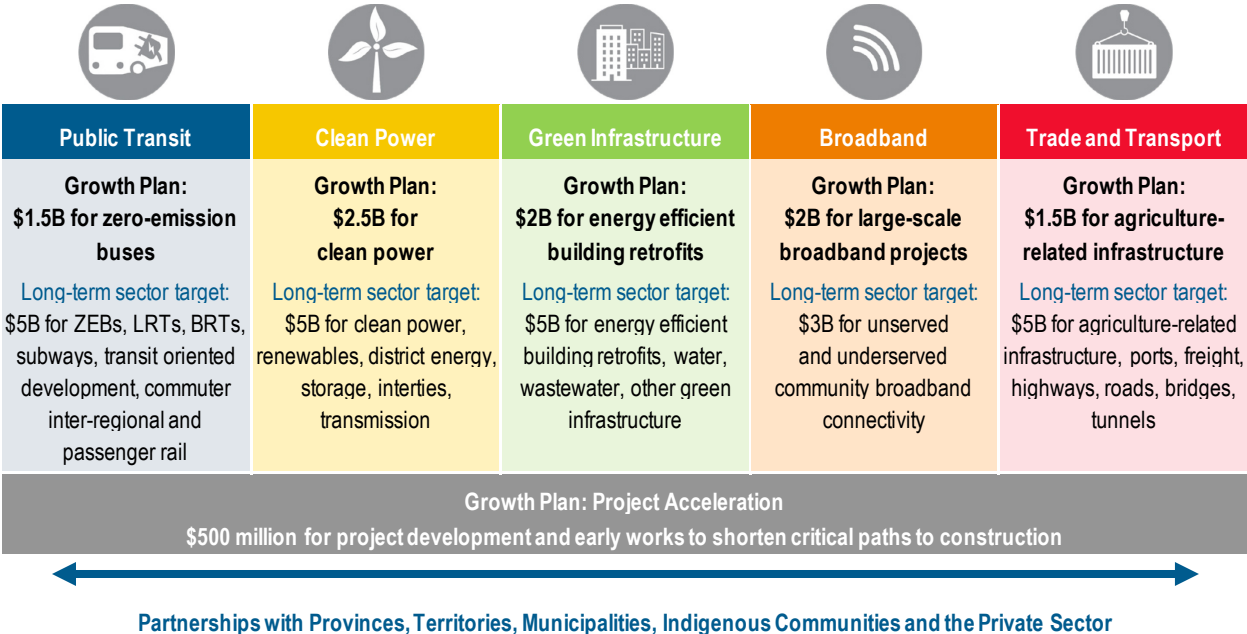 Public Transit
Clean Power
Green Infrastructure
Broadband
Trade and Transport
Growth Plan:
$1.5B for zero-emission
buses
Long-term sector target:
$5B for ZEBs, LRTs, BRTs,
subways, transit oriented
development, commuter
inter-regional and
passenger rail
Growth Plan:
$2.5B for
clean power
Long-term sector target:
$5B for clean power,
renewables, district energy,
storage, interties,
transmission
Growth Plan:
$2B for energy efficient
building retrofits
Long-term sector target:
$5B for energy efficient
building retrofits, water,
wastewater, other green
infrastructure
Growth Plan:
$2B for large-scale
broadband projects
Long-term sector target:
$3B for unserved
and underserved
community broadband
connectivity
Growth Plan:
$1.5B for agriculture-
related infrastructure
Long-term sector target:
$5B for agriculture-related
infrastructure, ports, freight,
highways, roads, bridges,
tunnels
Growth Plan: Project Acceleration
$500 million for project development and early works to shorten critical paths to construction
Partnerships with Provinces, Territories, Municipalities, Indigenous Communities and the Private Sector